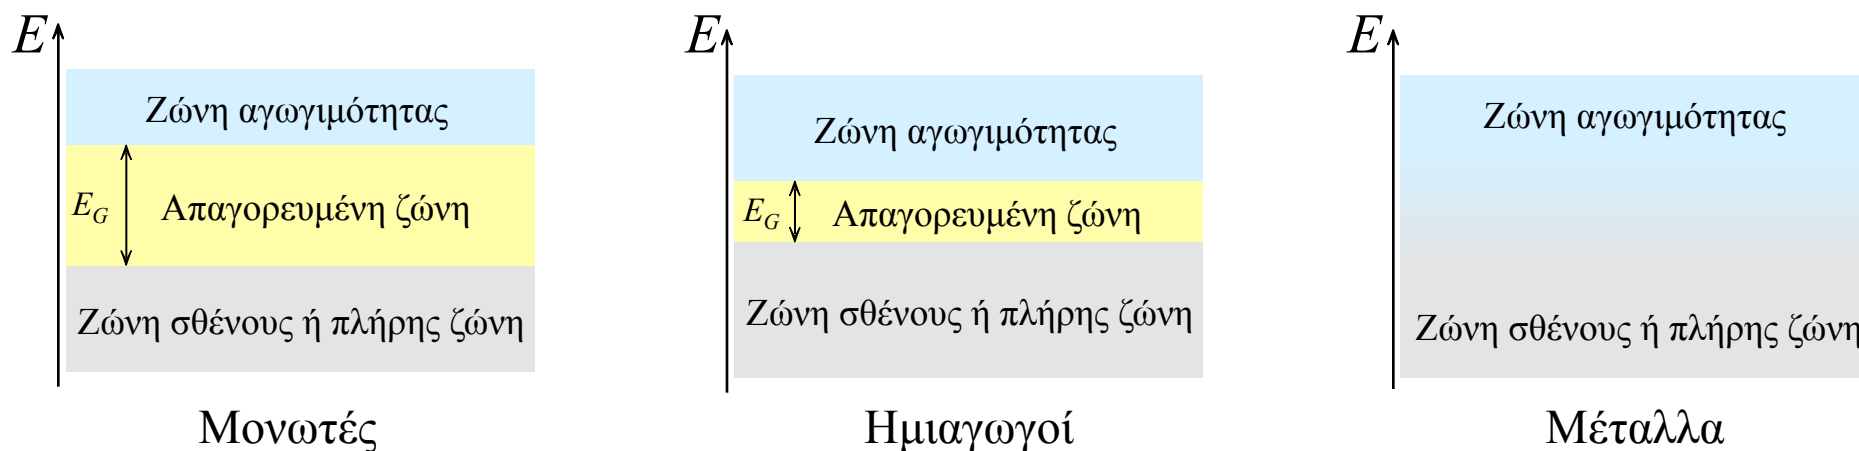 E
Ζώνη αγωγιμότητας
E_G
Απαγορευμένη ζώνη
Ζώνη σθένους ή πλήρης ζώνη
Μονωτές
E
Ζώνη αγωγιμότητας
E_G
Απαγορευμένη ζώνη
Ζώνη σθένους ή πλήρης ζώνη
Ημιαγωγοί
E
Ζώνη αγωγιμότητας
Ζώνη σθένους ή πλήρης ζώνη
Μέταλλα